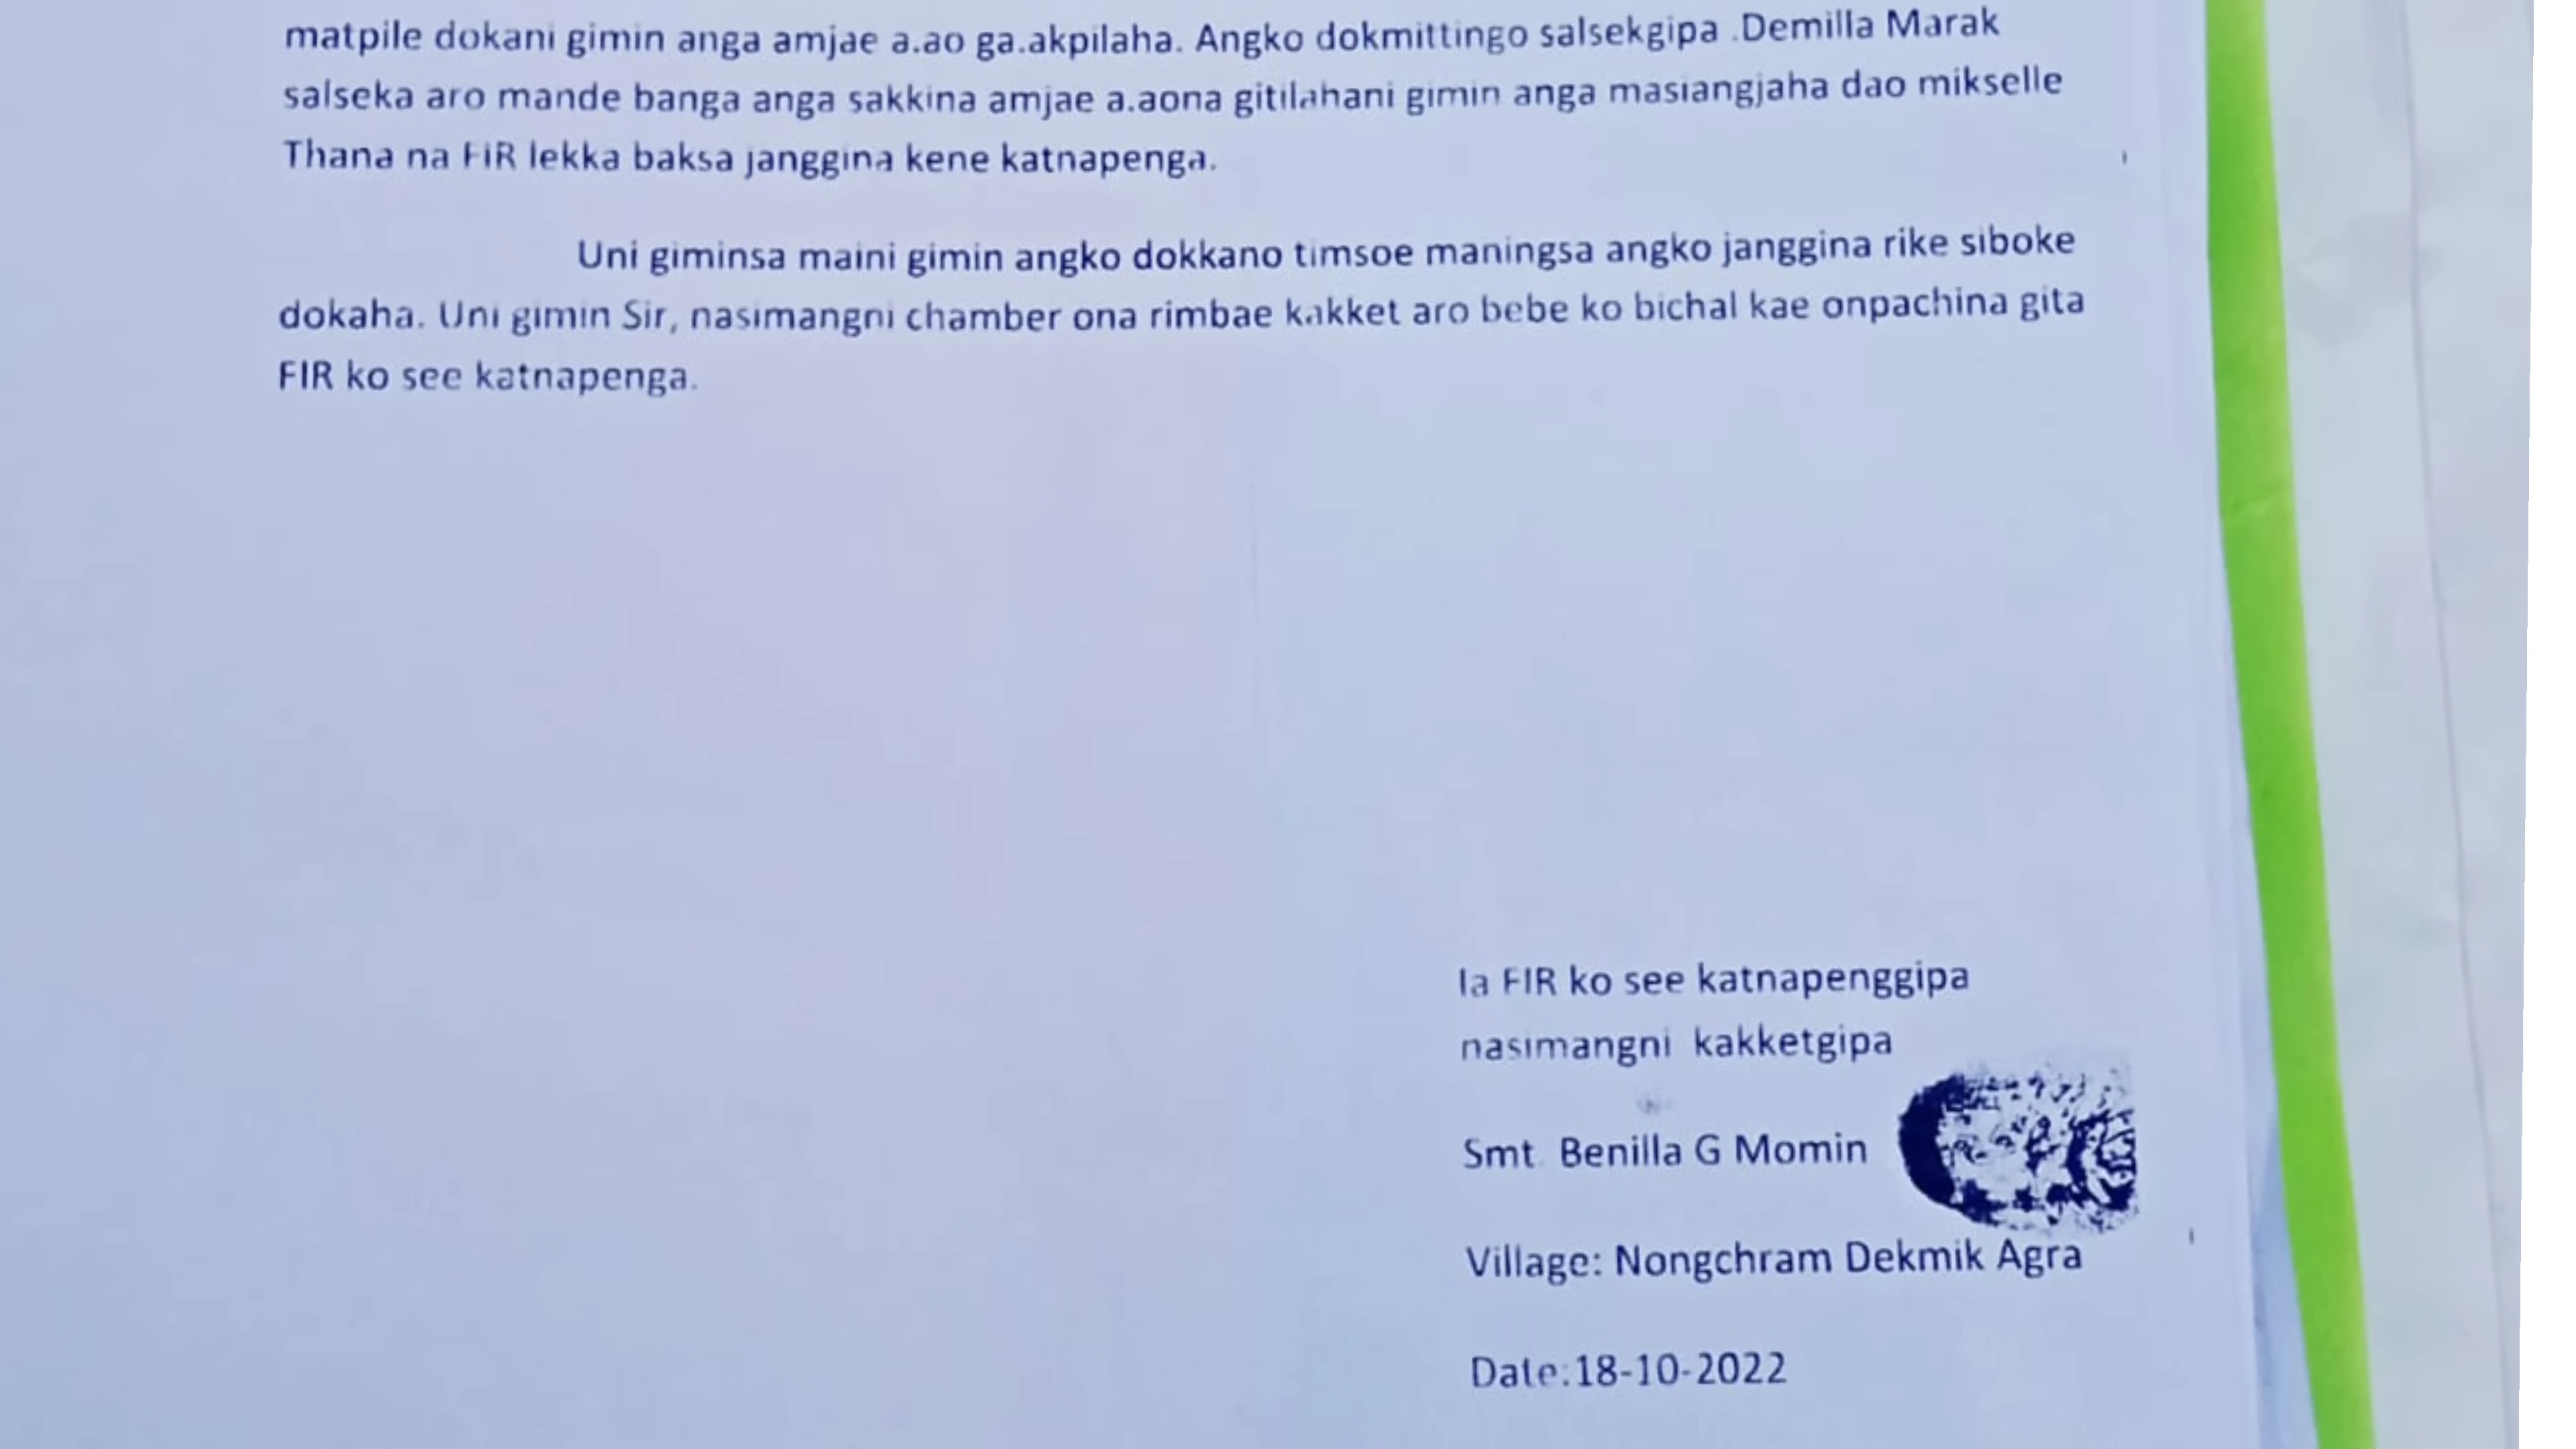 matpile dokani gimin anga amjae a.ao ga.akpilaha. Angko dokmittingo salsekgipa .Demilla Marak
salseka aro mande banga anga sakkina amjae a.aona gitilahani gimin anga masiangjaha dao mikselle
Thana na FIR lekka baksa janggina kene katnapenga.
Uni giminsa maini gimin angko dokkano timsoe maningsa angko janggina rike siboke
dokaha. Uni gimin Sir, nasimangni chamber ona rimbae kakket aro bebe ko bichal kae onpachina gita
FIR ko see katnapenga.
Ia FIR ko see katnapenggipa
nasimangni kakketgipa
Smt Benilla G Momin
Village: Nongchram Dekmik Agra
Date:18-10-2022